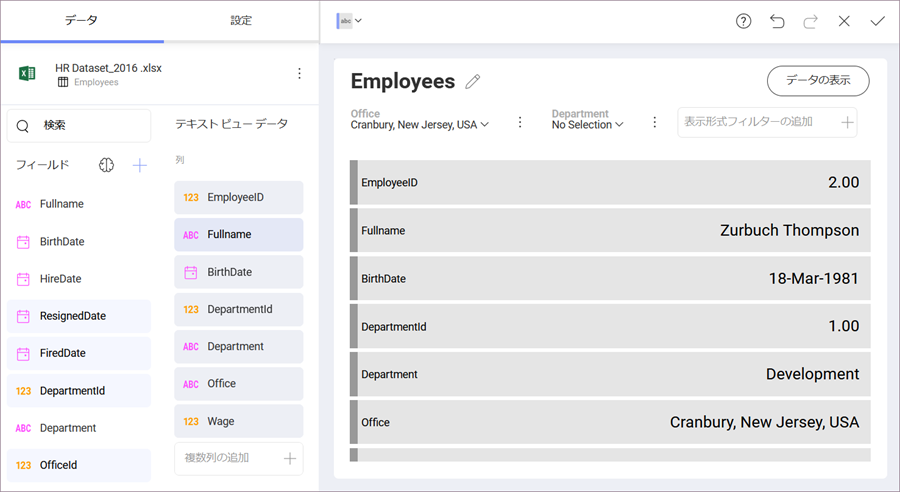 データ
設定
abc
HR Dataset_2016 .xlsx
Employees
検索
フィールド
ABC Fullname
BirthDate
HireDate
ResignedDate
FiredDate
123 DepartmentId
ABC Department
123 OfficeId
テキスト ビュー データ
列
123 EmployeeID
ABC Fullname
BirthDate
123 DepartmentId
ABC Department
ABC Office
123 Wage
複数列の追加
Employees
データの表示
Office
Cranbury, New Jersey, USA
Department
No Selection
表示形式フィルターの追加
EmployeeID 2.00
Fullname Zurbuch Thompson
BirthDate 18-Mar-1981
DepartmentId 1.00
Department Development
Office Cranbury, New Jersey, USA